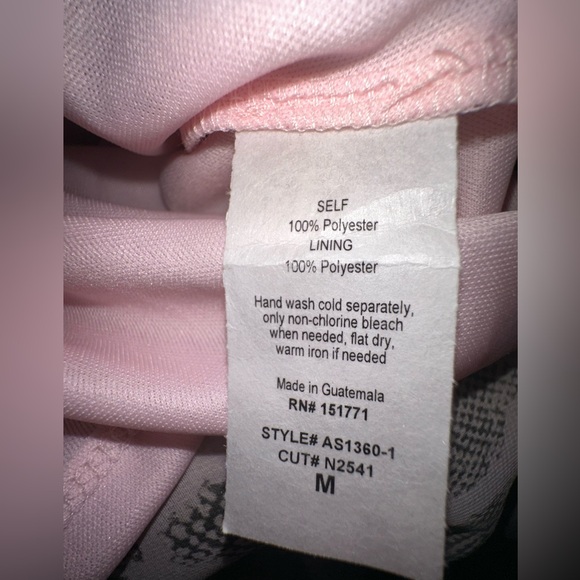 SELF
100% Polyester
LINING
100% Polyester
Hand wash cold separately,
only non-chlorine bleach
when needed, flat dry,
warm iron if needed
Made in Guatemala
RN# 151771
STYLE# AS1360-1
CUT# N2541
M